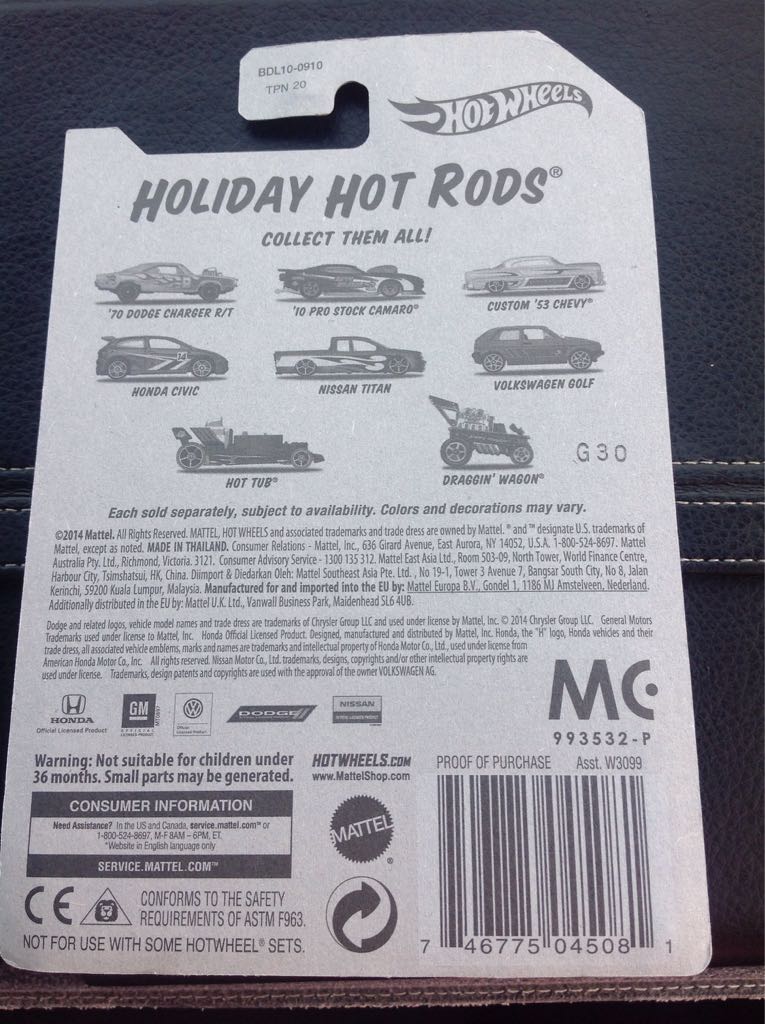 BDL10-0910
TPN 20
HOT WHEELS
HOLIDAY HOT RODS®
COLLECT THEM ALL!
'70 DODGE CHARGER R/T
'10 PRO STOCK CAMARO®
CUSTOM '53 CHEVY®
HONDA CIVIC
NISSAN TITAN
VOLKSWAGEN GOLF
HOT TUB®
DRAGGIN' WAGON®
G30
Each sold separately, subject to availability. Colors and decorations may vary.
©2014 Mattel. All Rights Reserved. MATTEL, HOT WHEELS and associated trademarks and trade dress are owned by Mattel. ® and ™ designate U.S. trademarks of
Mattel, except as noted. MADE IN THAILAND. Consumer Relations - Mattel, Inc., 636 Girard Avenue, East Aurora, NY 14052, U.S.A. 1-800-524-8697. Mattel
Australia Pty. Ltd., Richmond, Victoria. 3121. Consumer Advisory Service - 1300 135 312. Mattel East Asia Ltd., Room 503-09, North Tower, World Finance Centre,
Harbour City, Tsimshatsui, HK, China. Diimport & Diedarkan Oleh: Mattel Southeast Asia Pte. Ltd. , No 19-1, Tower 3 Avenue 7, Bangsar South City, No 8, Jalan
Kerinchi, 59200 Kuala Lumpur, Malaysia. Manufactured for and imported into the EU by: Mattel Europa B.V., Gondel 1, 1186 MJ Amstelveen, Nederland.
Additionally distributed in the EU by: Mattel U.K. Ltd., Vanwall Business Park, Maidenhead SL6 4UB.
Dodge and related logos, vehicle model names and trade dress are trademarks of Chrysler Group LLC and used under license by Mattel, Inc. © 2014 Chrysler Group LLC. General Motors
Trademarks used under license to Mattel, Inc. Honda Official Licensed Product. Designed, manufactured and distributed by Mattel, Inc. Honda, the "H" logo, Honda vehicles and their
trade dress, all associated vehicle emblems, marks and names are trademarks and intellectual property of Honda Motor Co., Ltd., used under license from
American Honda Motor Co., Inc. All rights reserved. Nissan Motor Co., Ltd. trademarks, designs, copyrights and/or other intellectual property rights are
used under license. Trademarks, design patents and copyrights are used with the approval of the owner VOLKSWAGEN AG.
HONDA
Official Licensed Product
GM
OFFICIAL
LICENSED PRODUCT
Official
Licensed Product
DODGE
NISSAN
OFFICIAL LICENSED PRODUCT
MC
993532-P
Warning: Not suitable for children under
36 months. Small parts may be generated.
HOTWHEELS.COM
www.MattelShop.com
PROOF OF PURCHASE Asst. W3099
CONSUMER INFORMATION
Need Assistance? In the US and Canada, service.mattel.com™ or
1-800-524-8697, M-F 8AM – 6PM, ET.
*Website in English language only
SERVICE.MATTEL.COM™
MATTEL®
CE
CONFORMS TO THE SAFETY
REQUIREMENTS OF ASTM F963.
NOT FOR USE WITH SOME HOTWHEEL® SETS.
7 46775 04508 1